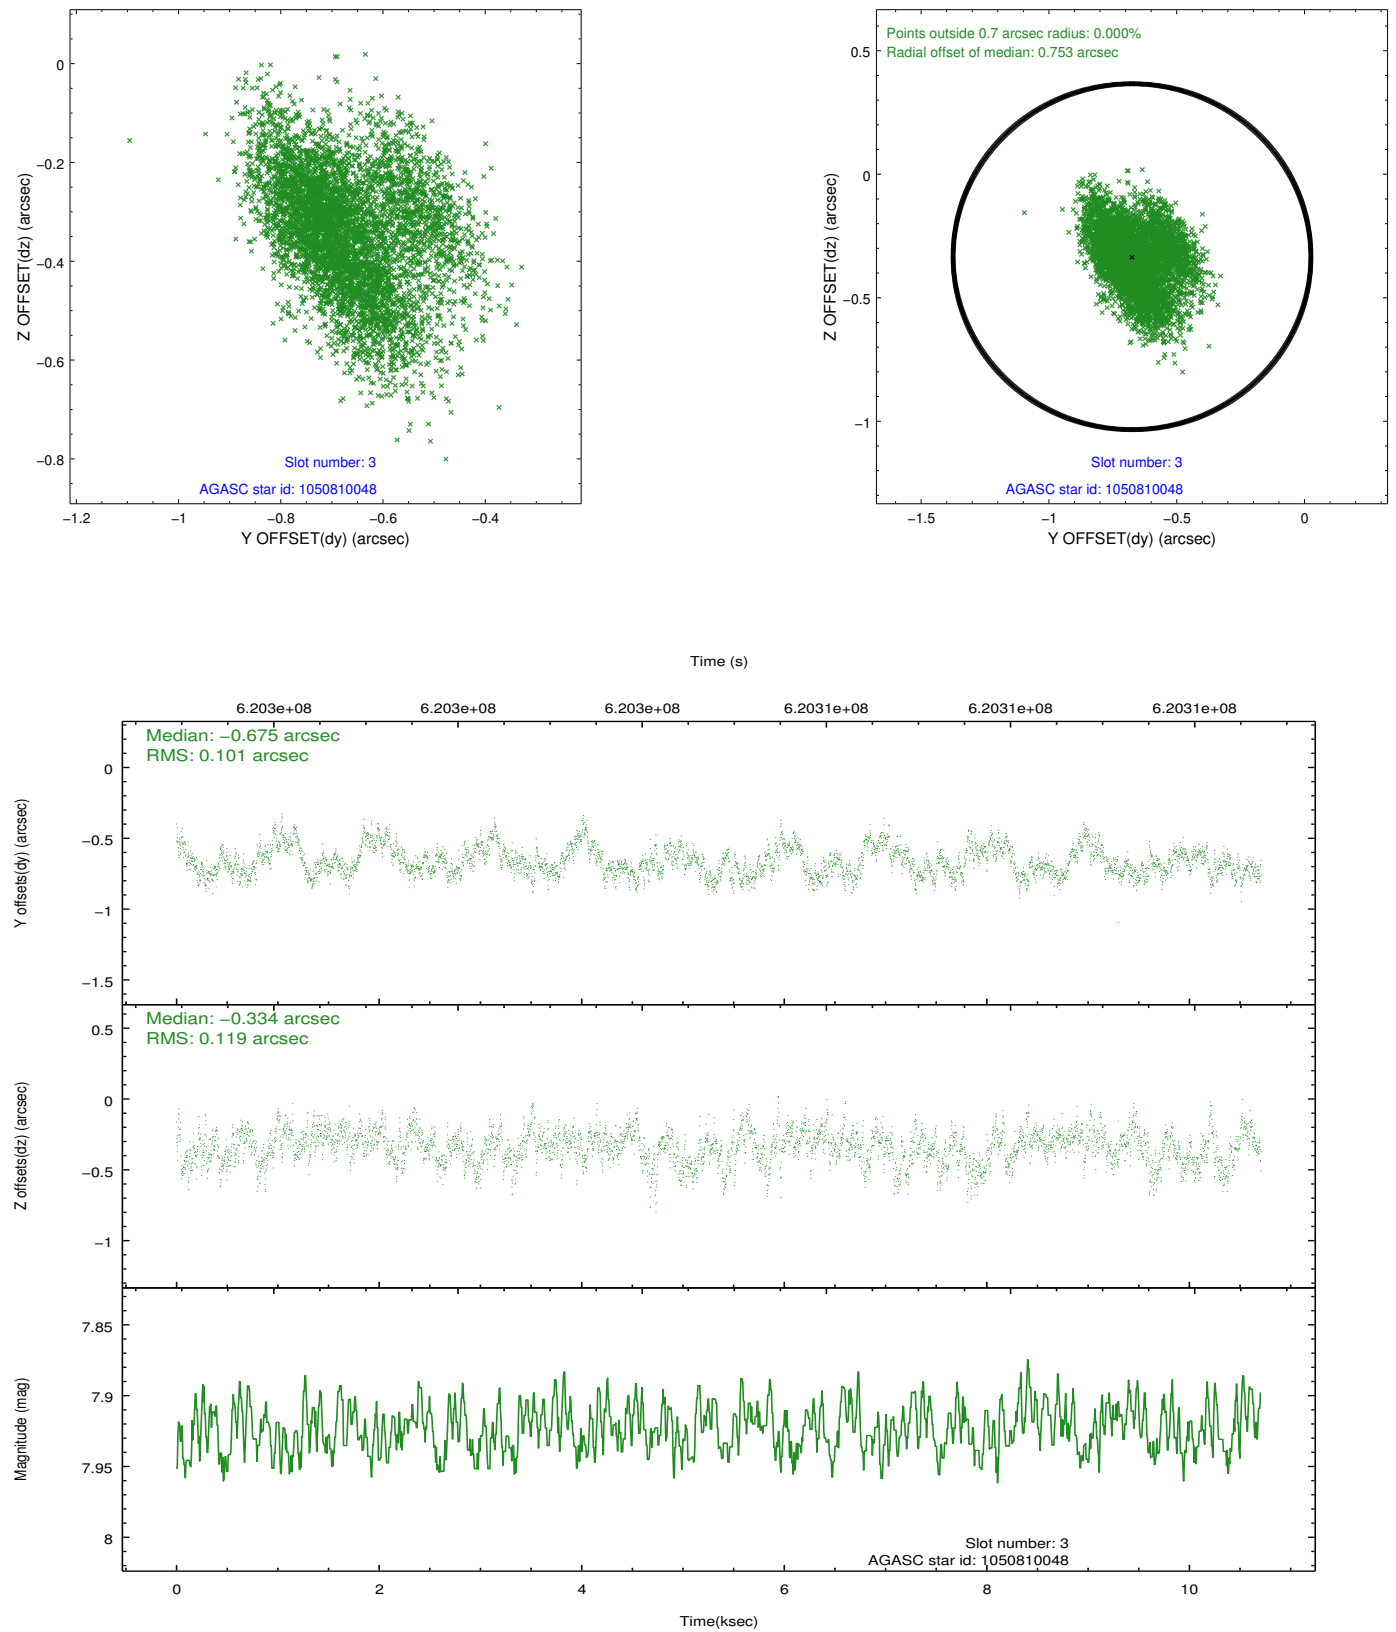 0
−0.2
−0.4
−0.6
−0.8
Z OFFSET(dz) (arcsec)
Slot number: 3
AGASC star id: 1050810048
−1.2
−1
−0.8
−0.6
−0.4
Y OFFSET(dy) (arcsec)
Points outside 0.7 arcsec radius: 0.000%
Radial offset of median: 0.753 arcsec
0.5
0
−0.5
−1
Z OFFSET(dz) (arcsec)
Slot number: 3
AGASC star id: 1050810048
−1.5
−1
−0.5
0
Y OFFSET(dy) (arcsec)
Time (s)
6.203e+08
6.203e+08
6.203e+08
6.2031e+08
6.2031e+08
6.2031e+08
Median: −0.675 arcsec
RMS: 0.101 arcsec
0
−0.5
−1
−1.5
Y offsets(dy) (arcsec)
Median: −0.334 arcsec
RMS: 0.119 arcsec
0.5
0
−0.5
−1
Z offsets(dz) (arcsec)
7.85
7.9
7.95
8
Magnitude (mag)
Slot number: 3
AGASC star id: 1050810048
0
2
4
6
8
10
Time(ksec)